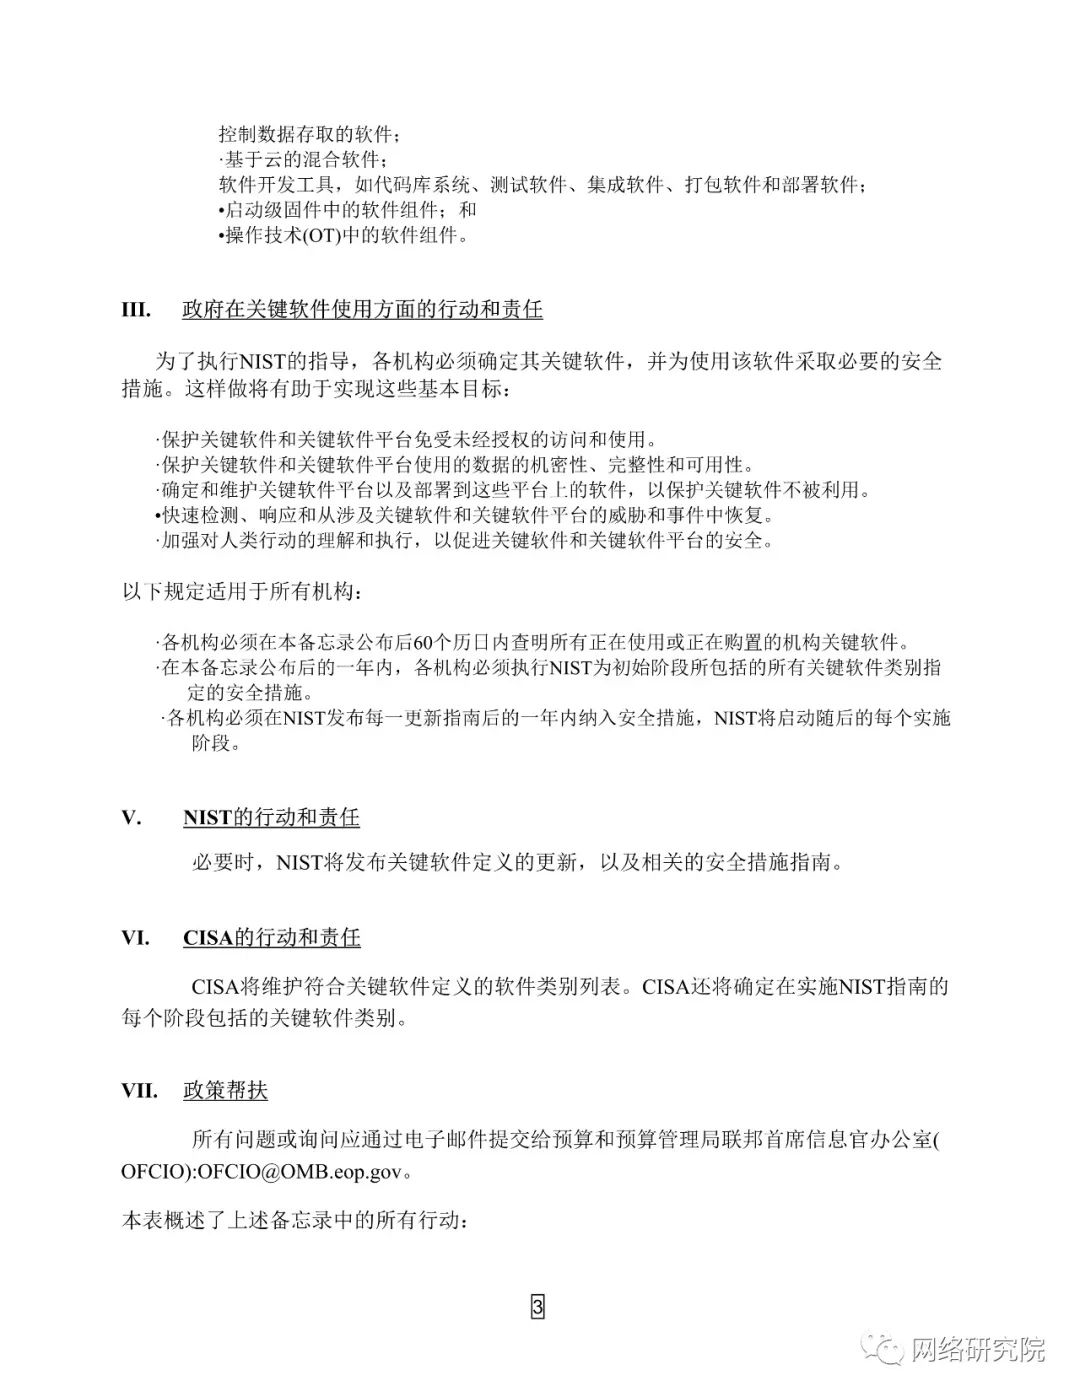 控制数据存取的软件；
·基于云的混合软件；
软件开发工具，如代码库系统、测试软件、集成软件、打包软件和部署软件；
•启动级固件中的软件组件；和
•操作技术(OT)中的软件组件。
III. 政府在关键软件使用方面的行动和责任
为了执行NIST的指导，各机构必须确定其关键软件，并为使用该软件采取必要的安全
措施。这样做将有助于实现这些基本目标：
·保护关键软件和关键软件平台免受未经授权的访问和使用。
·保护关键软件和关键软件平台使用的数据的机密性、完整性和可用性。
·确定和维护关键软件平台以及部署到这些平台上的软件，以保护关键软件不被利用。
•快速检测、响应和从涉及关键软件和关键软件平台的威胁和事件中恢复。
·加强对人类行动的理解和执行，以促进关键软件和关键软件平台的安全。
以下规定适用于所有机构：
·各机构必须在本备忘录公布后60个历日内查明所有正在使用或正在购置的机构关键软件。
·在本备忘录公布后的一年内，各机构必须执行NIST为初始阶段所包括的所有关键软件类别指
定的安全措施。
·各机构必须在NIST发布每一更新指南后的一年内纳入安全措施，NIST将启动随后的每个实施
阶段。
V. NIST的行动和责任
必要时，NIST将发布关键软件定义的更新，以及相关的安全措施指南。
VI. CISA的行动和责任
CISA将维护符合关键软件定义的软件类别列表。CISA还将确定在实施NIST指南的
每个阶段包括的关键软件类别。
VII. 政策帮扶
所有问题或询问应通过电子邮件提交给预算和预算管理局联邦首席信息官办公室(
OFCIO):OFCIO@OMB.eop.gov。
本表概述了上述备忘录中的所有行动：
3
网络研究院